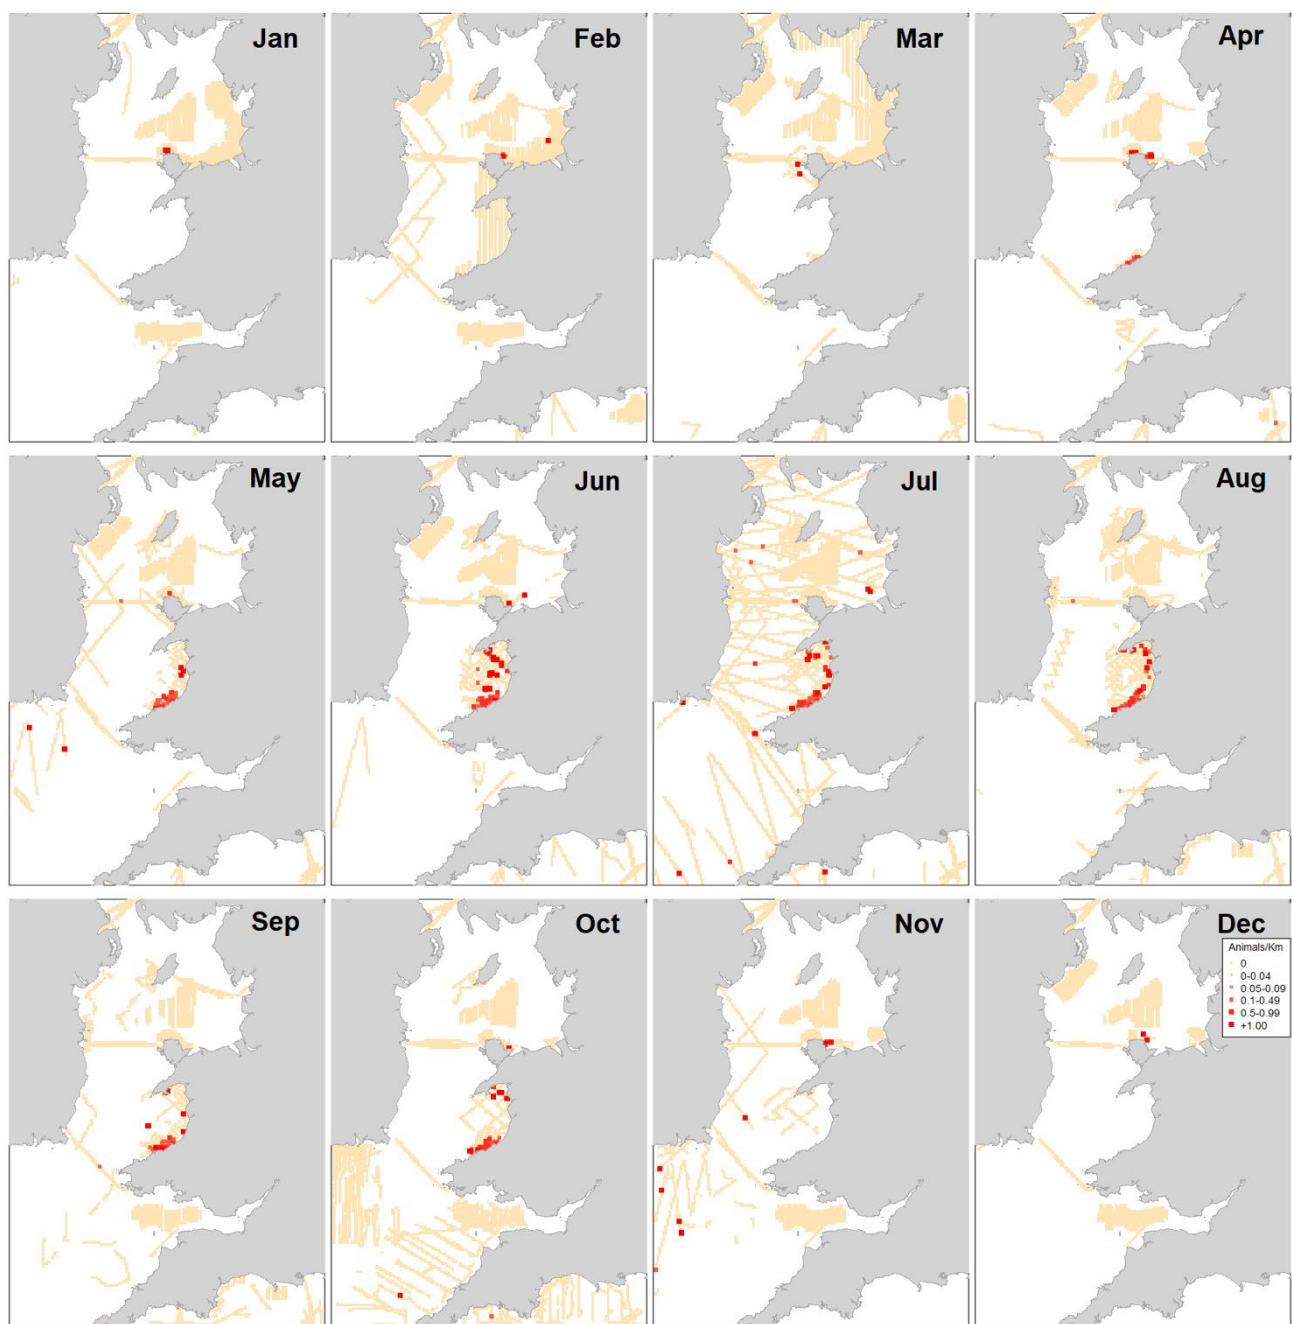 Jan
Feb
Mar
Apr
May
Jun
Jul
Aug
Sep
Oct
Nov
Dec
Animals/Km
0
0-0.04
0.05-0.09
0.1-0.49
0.5-0.99
+1.00